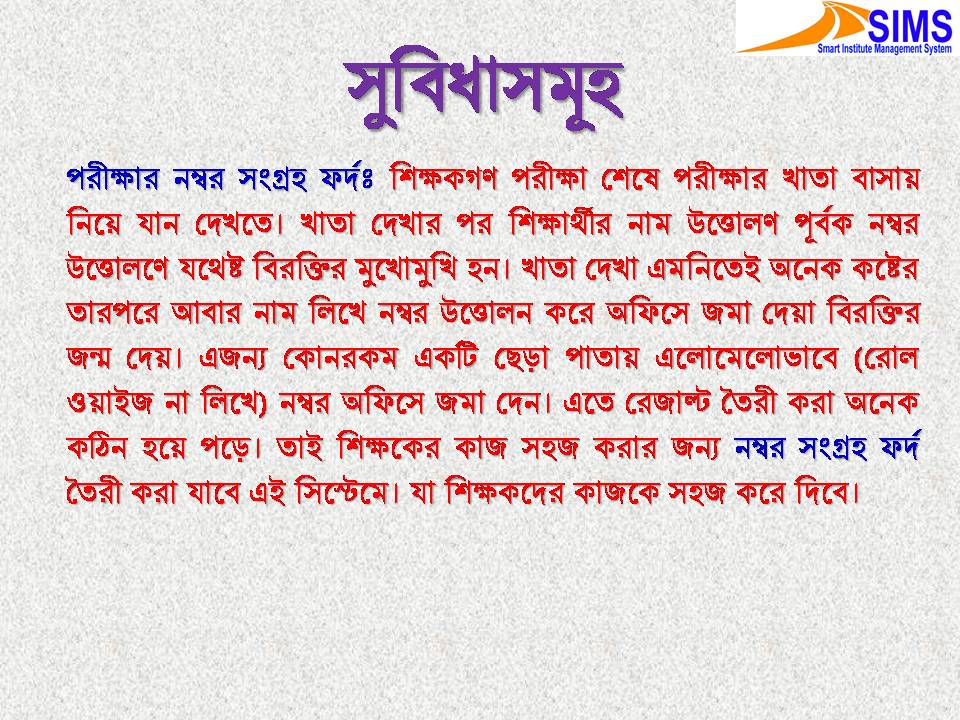 SIMS
Smart Institute Management System
সুবিধাসমূহ
পরীক্ষার নম্বর সংগ্রহ ফর্দঃ শিক্ষকগণ পরীক্ষা শেষে পরীক্ষার খাতা বাসায়
নিয়ে যান দেখতে। খাতা দেখার পর শিক্ষার্থীর নাম উত্তোলণ পূর্বক নম্বর
উত্তোলণে যথেষ্ট বিরক্তির মুখোমুখি হন। খাতা দেখা এমনিতেই অনেক কষ্টের
তারপরে আবার নাম লিখে নম্বর উত্তোলন করে অফিসে জমা দেয়া বিরক্তির
জন্ম দেয়। এজন্য কোনরকম একটি ছেড়া পাতায় এলোমেলোভাবে (রোল
ওয়াইজ না লিখে) নম্বর অফিসে জমা দেন। এতে রেজাল্ট তৈরী করা অনেক
কঠিন হয়ে পড়ে। তাই শিক্ষকের কাজ সহজ করার জন্য নম্বর সংগ্রহ ফর্দ
তৈরী করা যাবে এই সিস্টেমে। যা শিক্ষকদের কাজকে সহজ করে দিবে।